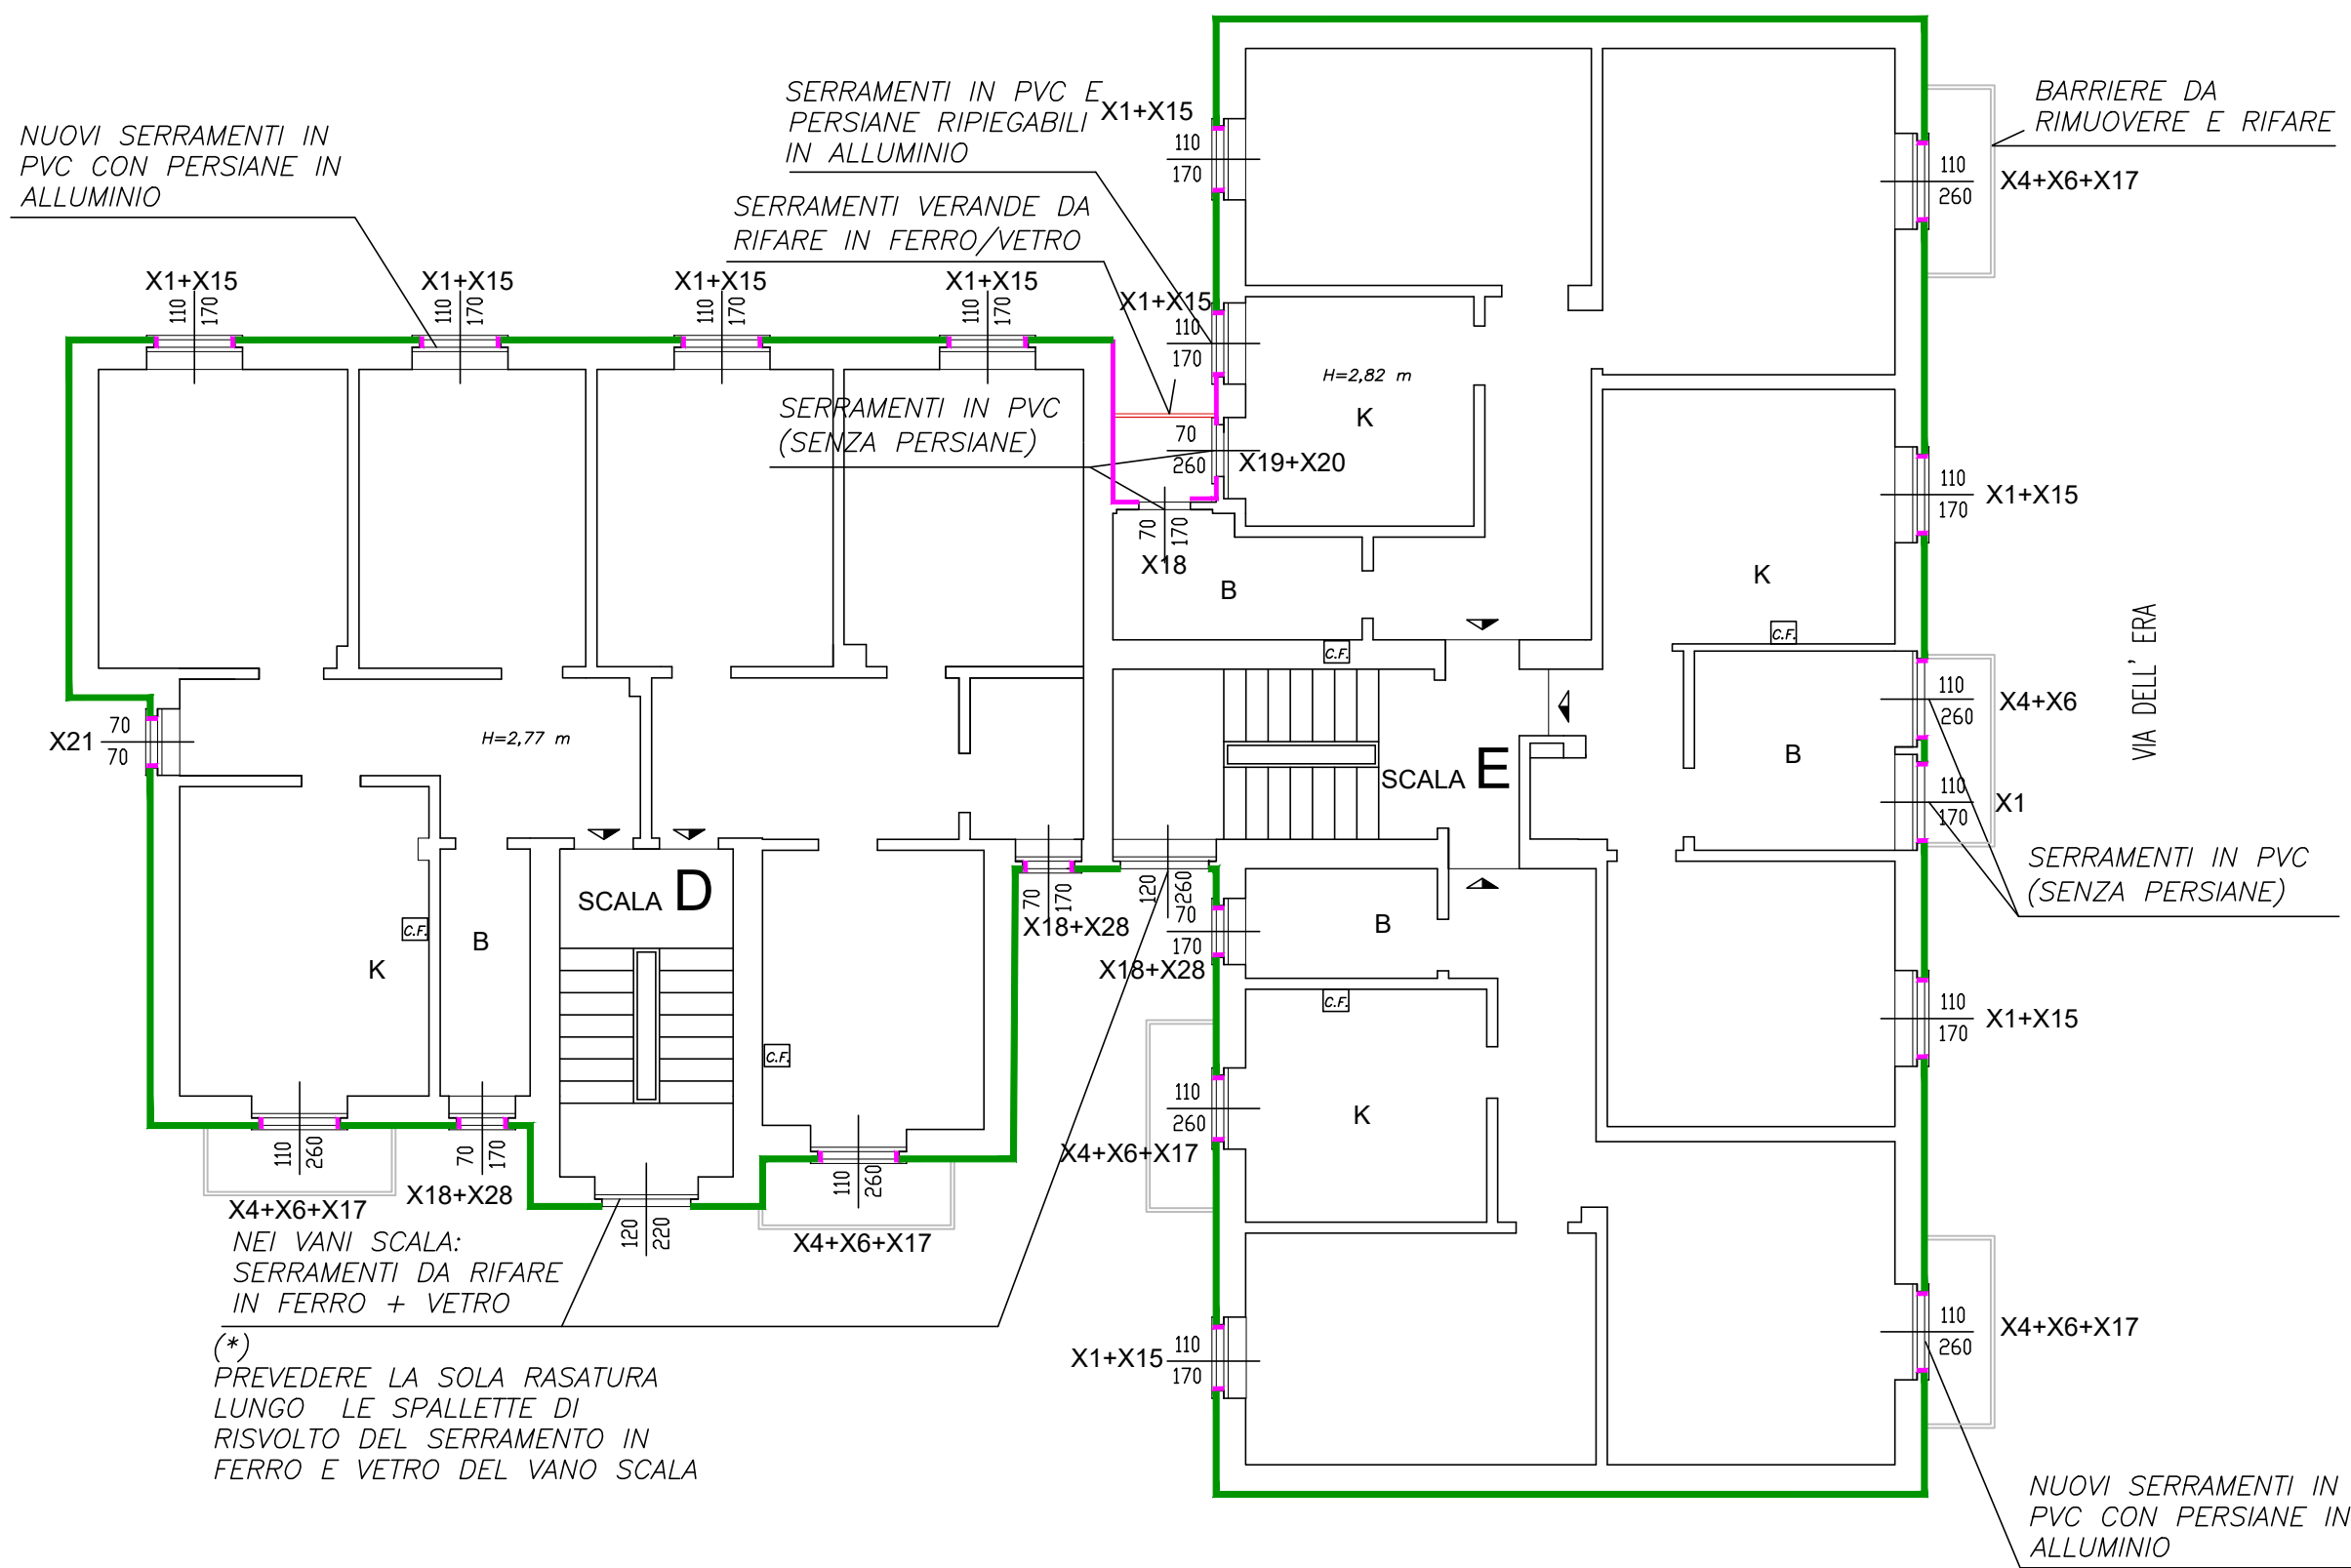 SERRAMENTI IN PVC E
PERSIANE RIPIEGABILI
IN ALLUMINIO
X1+X15
110
170
BARRIERE DA
RIMUOVERE E RIFARE
110
260
X4+X6+X17
NUOVI SERRAMENTI IN
PVC CON PERSIANE IN
ALLUMINIO
SERRAMENTI VERANDE DA
RIFARE IN FERRO/VETRO
X1+X15
110
170
X1+X15
110
170
X1+X15
110
170
X1+X15
110
170
X1+X15
110
170
H=2,82 m
K
SERRAMENTI IN PVC
(SENZA PERSIANE)
70
260
X19+X20
70
170
X18
B
110
170
X1+X15
K
C.F.
C.F.
VIA DELL' ERA
110
260
X4+X6
B
110
170
X1
SERRAMENTI IN PVC
(SENZA PERSIANE)
X21
70
70
H=2,77 m
SCALA E
SCALA D
C.F.
B
K
70
170
X18+X28
120
260
70
170
X18+X28
B
C.F.
C.F.
110
170
X1+X15
110
260
X4+X6+X17
K
110
260
X4+X6+X17
70
170
X18+X28
120
220
110
260
X4+X6+X17
NEI VANI SCALA:
SERRAMENTI DA RIFARE
IN FERRO + VETRO
(*)
PREVEDERE LA SOLA RASATURA
LUNGO LE SPALLETTE DI
RISVOLTO DEL SERRAMENTO IN
FERRO E VETRO DEL VANO SCALA
X1+X15
110
170
110
260
X4+X6+X17
NUOVI SERRAMENTI IN
PVC CON PERSIANE IN
ALLUMINIO